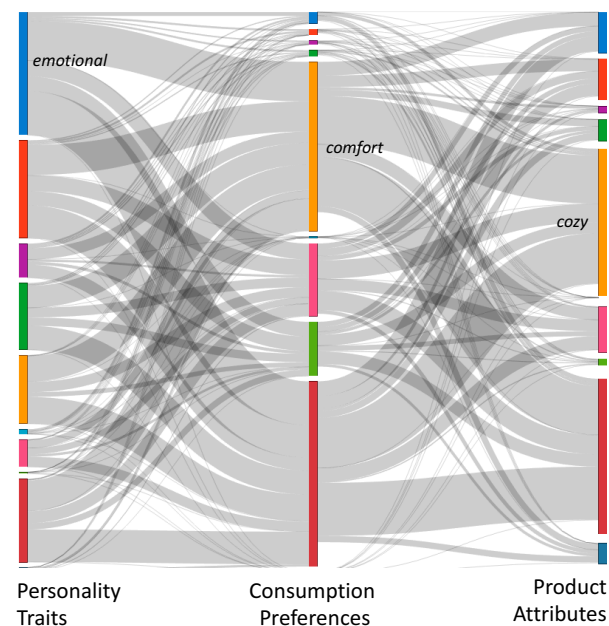 emotional
comfort
cozy
Personality
Traits
Consumption
Preferences
Product
Attributes